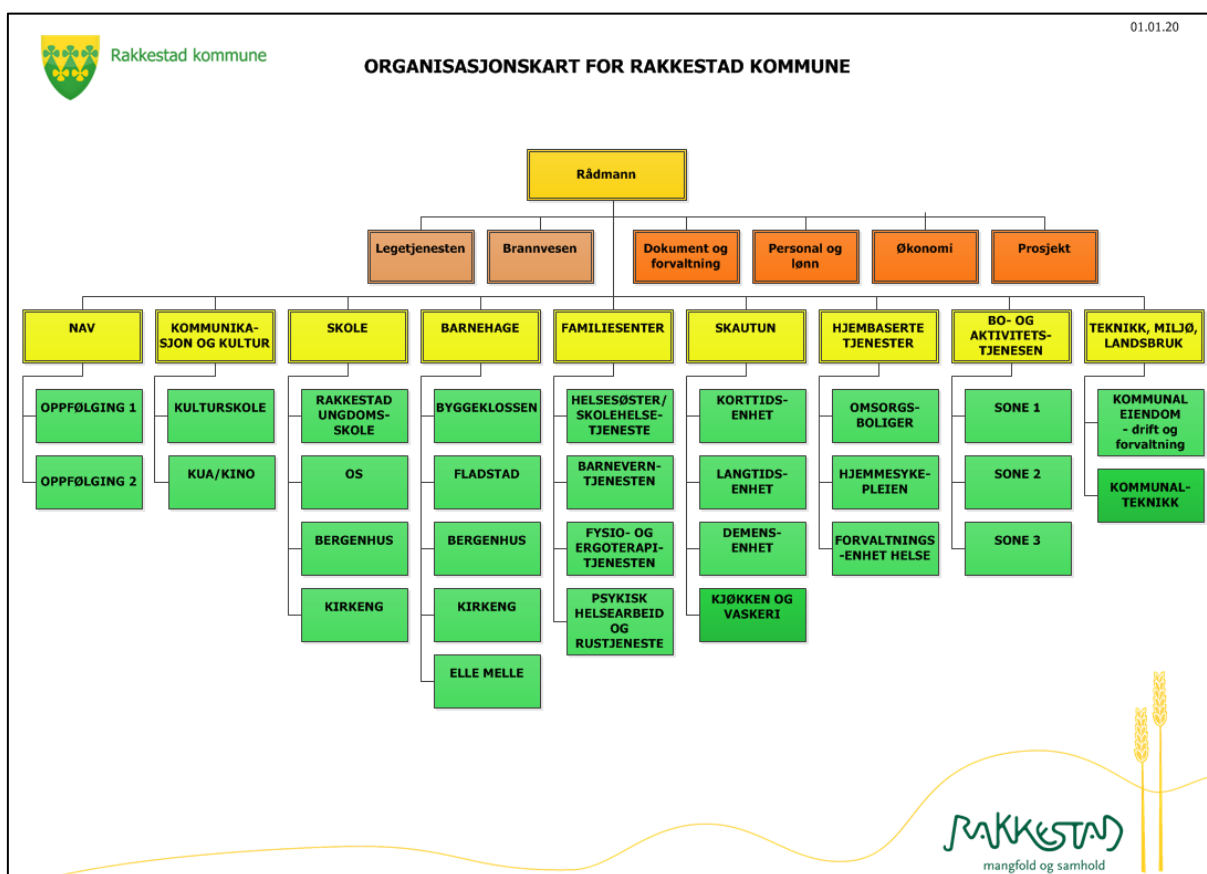 01.01.20
Rakkestad kommune
ORGANISASJONSKART FOR RAKKESTAD KOMMUNE
Rådmann
Legetjenesten
Brannvesen
Dokument og
forvaltning
Personal og
lønn
Økonomi
Prosjekt
NAV
KOMMUNIKA-
SJON OG KULTUR
SKOLE
BARNEHAGE
FAMILIESENTER
SKAUTUN
HJEMBASERTE
TJENESTER
BO- OG
AKTIVITETS-
TJENESEN
TEKNIKK, MILJØ,
LANDSBRUK
OPPFØLGING 1
OPPFØLGING 2
KULTURSKOLE
KUA/KINO
RAKKESTAD
UNGDOMS-
SKOLE
OS
BERGENHUS
KIRKENG
BYGGEKLOSSEN
FLADSTAD
BERGENHUS
KIRKENG
ELLE MELLE
HELSESØSTER/
SKOLEHELSE-
TJENESTE
BARNEVERN-
TJENESTEN
FYSIO- OG
ERGOTERAPI-
TJENESTEN
PSYKISK
HELSEARBEID
OG
RUSTJENESTE
KORTTIDS-
ENHET
LANGTIDS-
ENHET
DEMENS-
ENHET
KJØKKEN OG
VASKERI
OMSORGS-
BOLIGER
HJEMMESYKE-
PLEIEN
FORVALTNINGS
-ENHET HELSE
SONE 1
SONE 2
SONE 3
KOMMUNAL
EIENDOM
- drift og
forvaltning
KOMMUNAL-
TEKNIKK
RAKKESTAD
mangfold og samhold